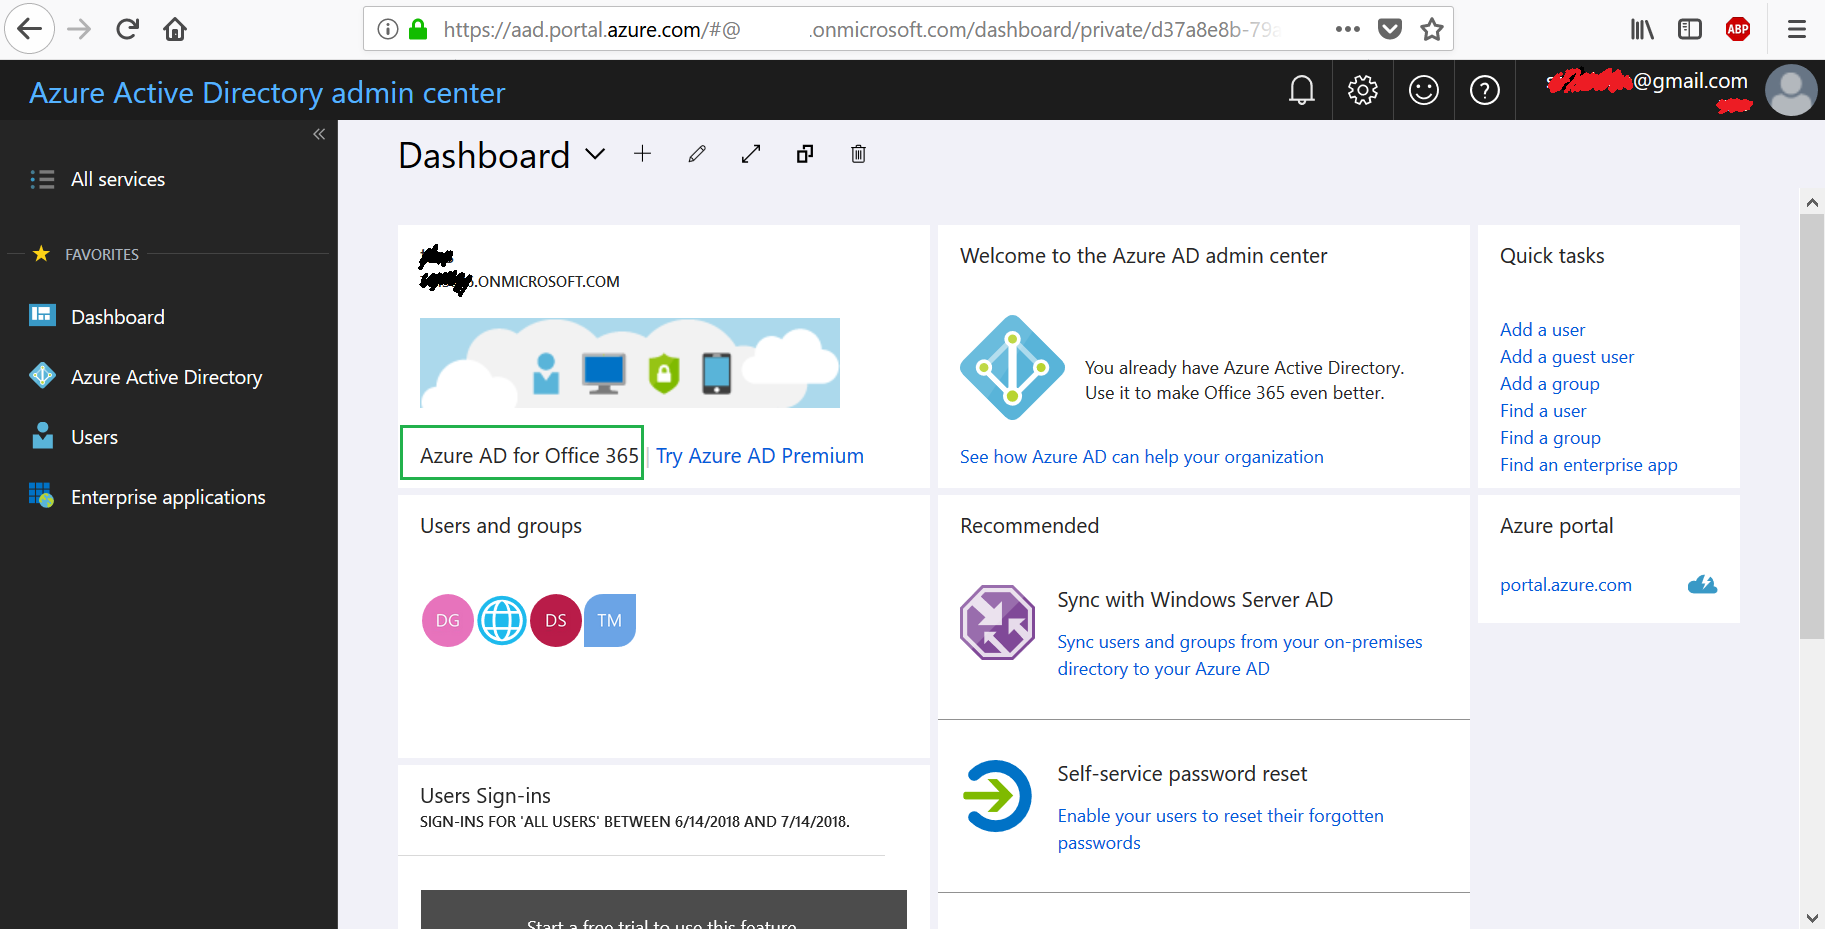 https://aad.portal.azure.com/#@ .onmicrosoft.com/dashboard/private/d37a8e8b-79a
ABP
Azure Active Directory admin center
@gmail.com
All services
FAVORITES
Dashboard
Azure Active Directory
Users
Enterprise applications
Dashboard
.ONMICROSOFT.COM
Azure AD for Office 365 | Try Azure AD Premium
Welcome to the Azure AD admin center
You already have Azure Active Directory.
Use it to make Office 365 even better.
See how Azure AD can help your organization
Quick tasks
Add a user
Add a guest user
Add a group
Find a user
Find a group
Find an enterprise app
Users and groups
DG
DS
TM
Recommended
Sync with Windows Server AD
Sync users and groups from your on-premises
directory to your Azure AD
Self-service password reset
Enable your users to reset their forgotten
passwords
Azure portal
portal.azure.com
Users Sign-ins
SIGN-INS FOR 'ALL USERS' BETWEEN 6/14/2018 AND 7/14/2018.
Start a free trial to use this feature